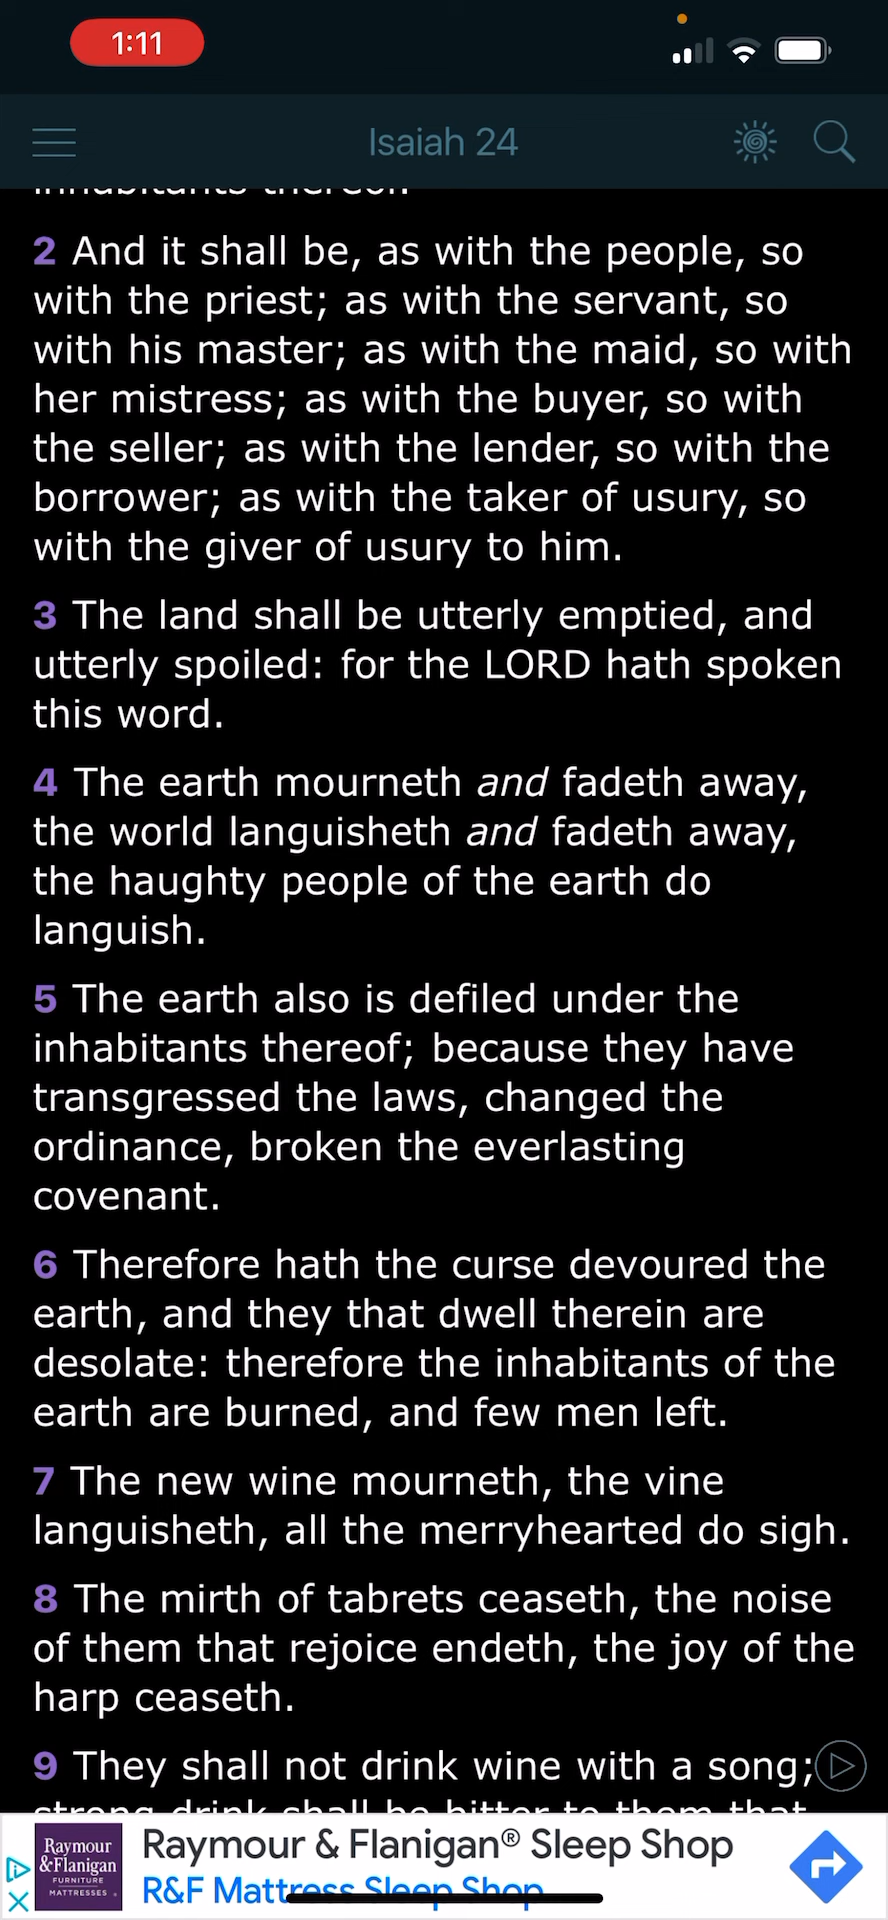 1:11
Isaiah 24
inhabitants thereof.
2 And it shall be, as with the people, so
with the priest; as with the servant, so
with his master; as with the maid, so with
her mistress; as with the buyer, so with
the seller; as with the lender, so with the
borrower; as with the taker of usury, so
with the giver of usury to him.
3 The land shall be utterly emptied, and
utterly spoiled: for the LORD hath spoken
this word.
4 The earth mourneth and fadeth away,
the world languisheth and fadeth away,
the haughty people of the earth do
languish.
5 The earth also is defiled under the
inhabitants thereof; because they have
transgressed the laws, changed the
ordinance, broken the everlasting
covenant.
6 Therefore hath the curse devoured the
earth, and they that dwell therein are
desolate: therefore the inhabitants of the
earth are burned, and few men left.
7 The new wine mourneth, the vine
languisheth, all the merryhearted do sigh.
8 The mirth of tabrets ceaseth, the noise
of them that rejoice endeth, the joy of the
harp ceaseth.
9 They shall not drink wine with a song;
strong drink shall be bitter to them that
Raymour
&Flanigan
FURNITURE
MATTRESSES
Raymour & Flanigan® Sleep Shop
R&F Mattress Sleep Shop